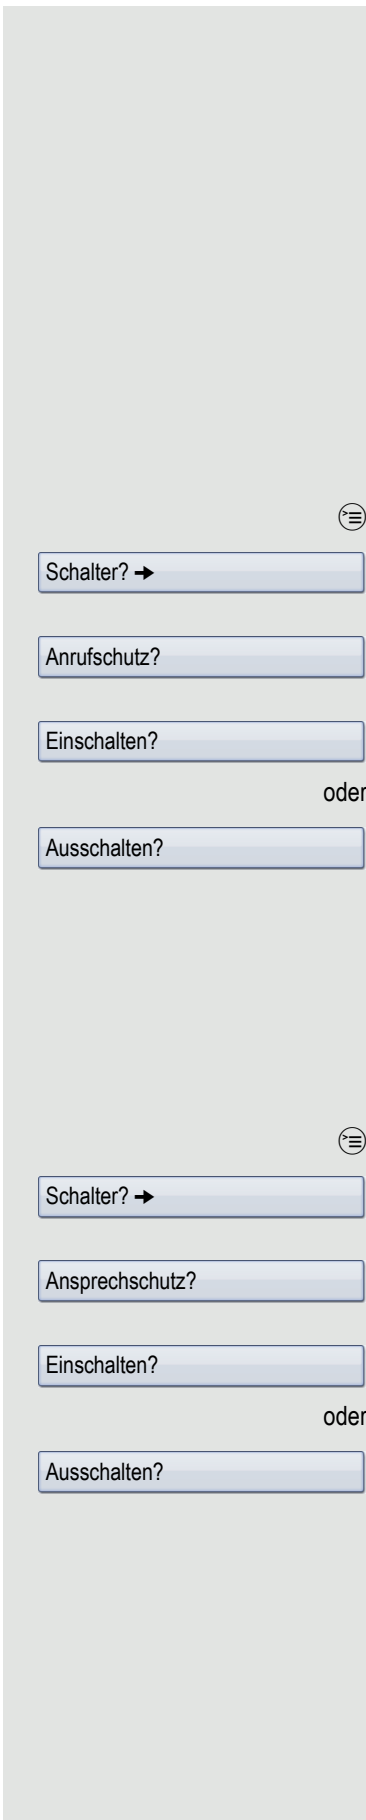 Schalter? →
Anrufschutz?
Einschalten?
oder
Ausschalten?
Schalter? →
Ansprechschutz?
Einschalten?
oder
Ausschalten?